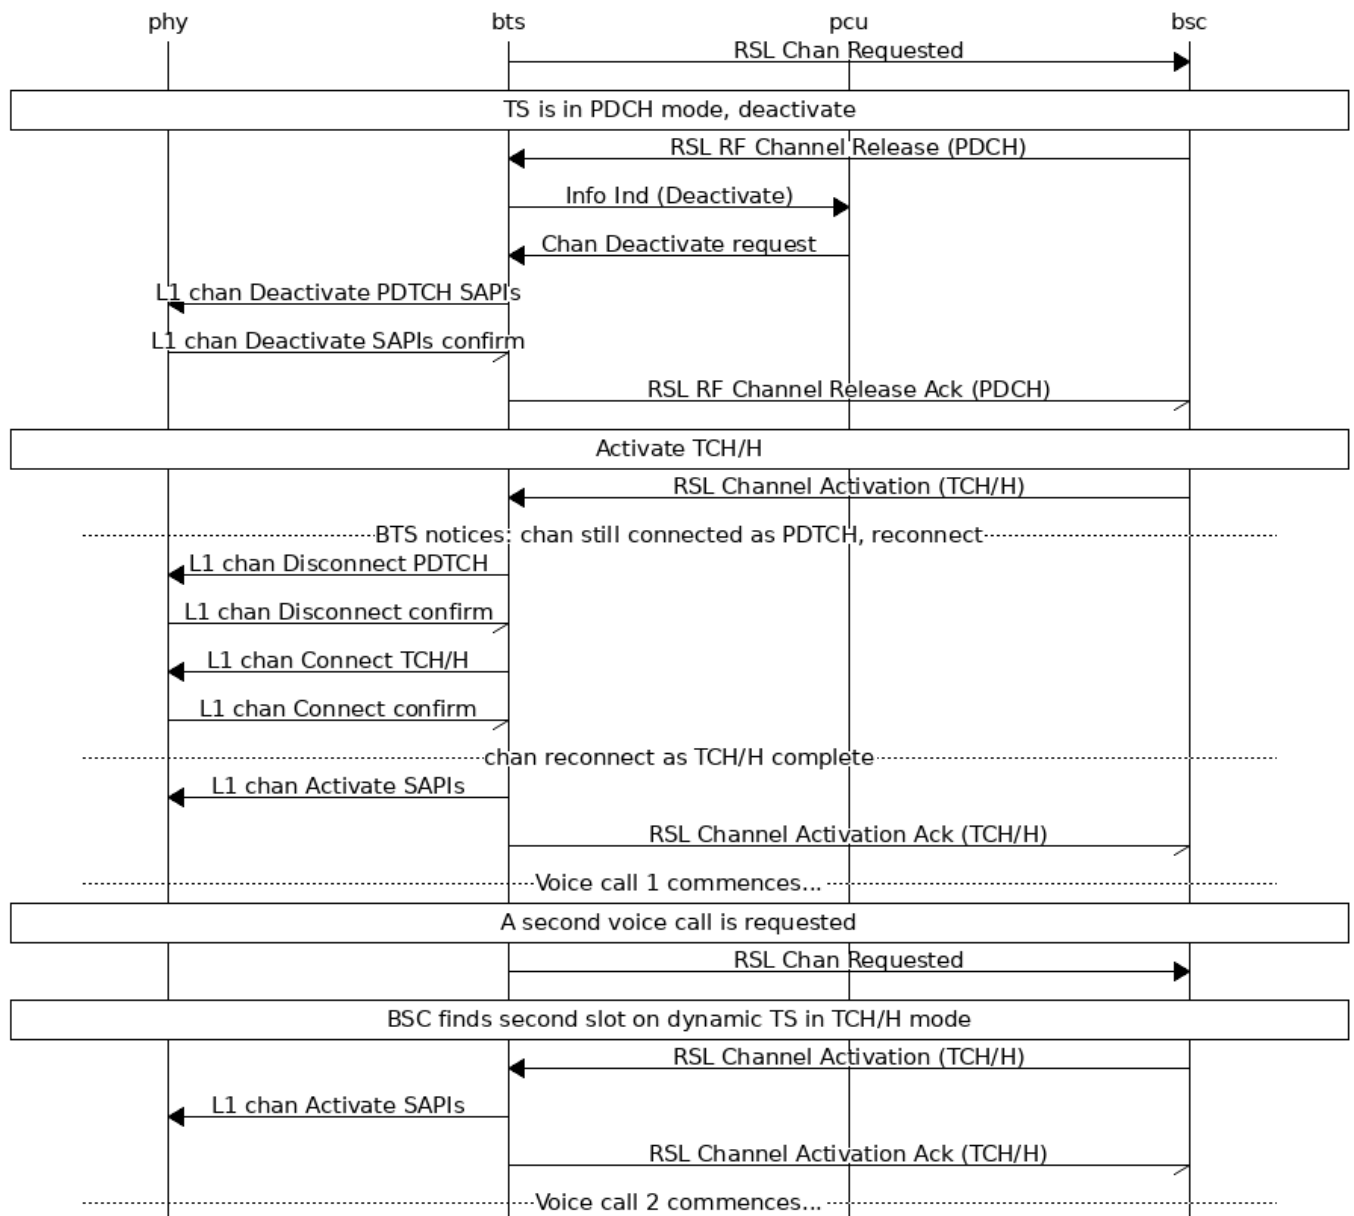 phy bts pcu bsc
RSL Chan Requested
TS is in PDCH mode, deactivate
RSL RF Channel Release (PDCH)
Info Ind (Deactivate)
Chan Deactivate request
L1 chan Deactivate PDTCH SAPIs
L1 chan Deactivate SAPIs confirm
RSL RF Channel Release Ack (PDCH)
Activate TCH/H
RSL Channel Activation (TCH/H)
BTS notices: chan still connected as PDTCH, reconnect
L1 chan Disconnect PDTCH
L1 chan Disconnect confirm
L1 chan Connect TCH/H
L1 chan Connect confirm
chan reconnect as TCH/H complete
L1 chan Activate SAPIs
RSL Channel Activation Ack (TCH/H)
Voice call 1 commences...
A second voice call is requested
RSL Chan Requested
BSC finds second slot on dynamic TS in TCH/H mode
RSL Channel Activation (TCH/H)
L1 chan Activate SAPIs
RSL Channel Activation Ack (TCH/H)
Voice call 2 commences...